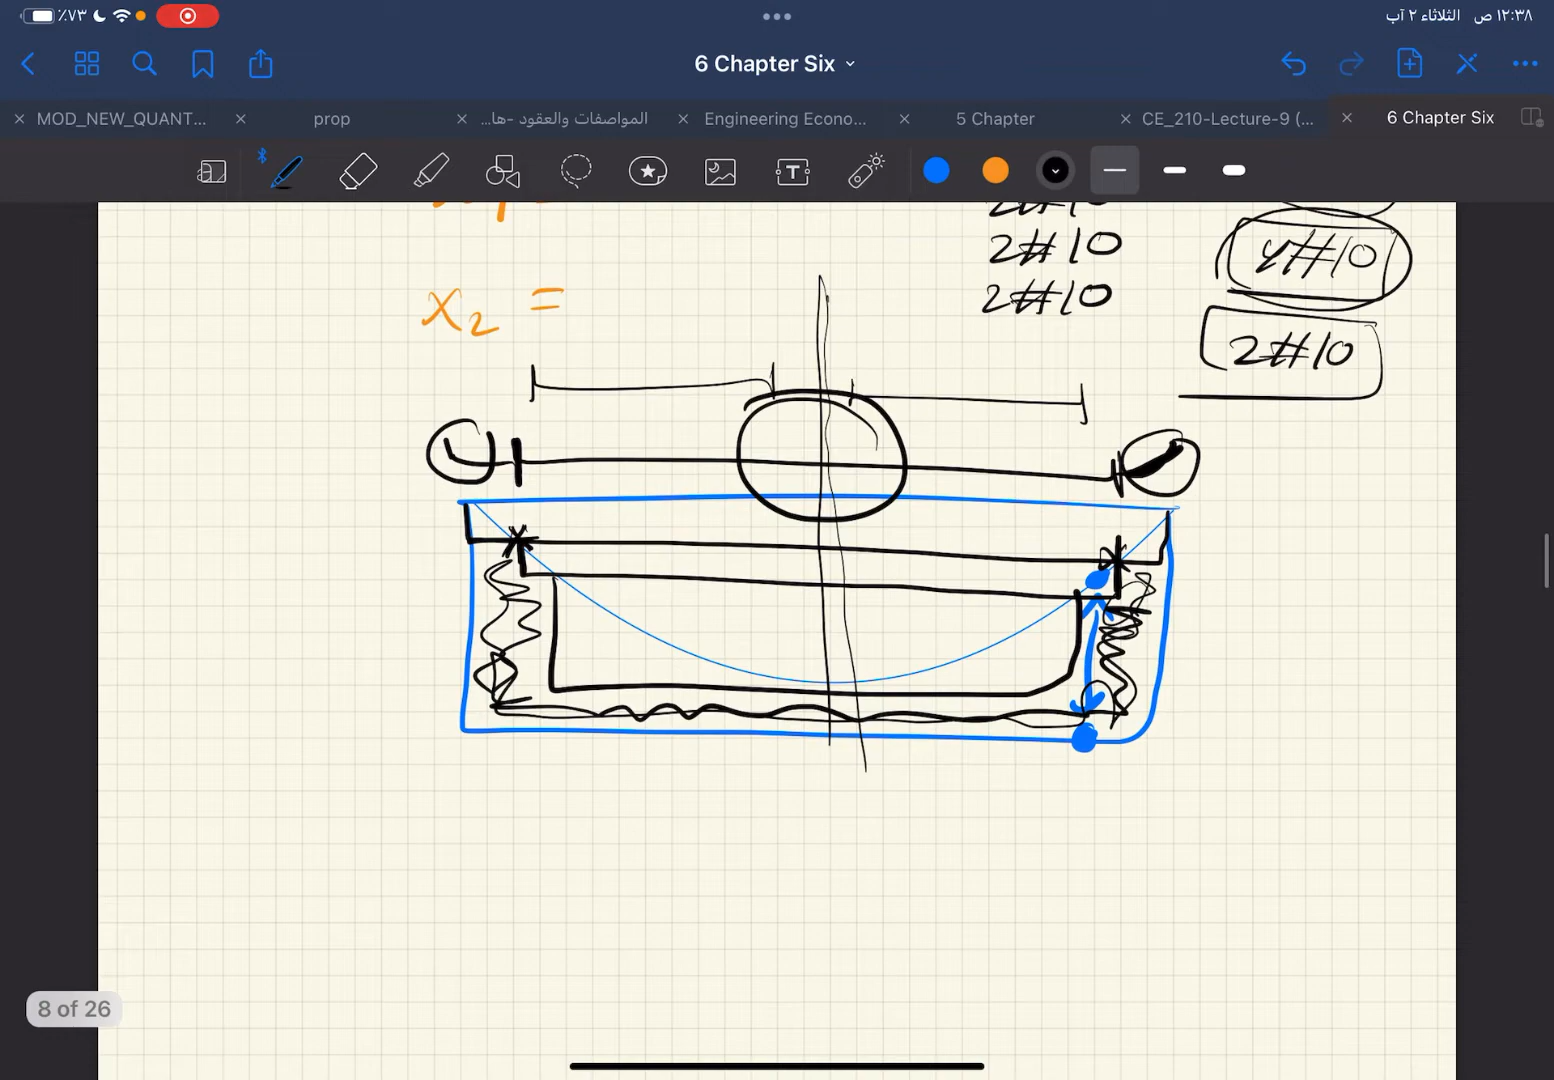 ٪٧٣
١٢:٣٨ ص الثلاثاء ٢ آب
6 Chapter Six
MOD_NEW_QUANT...
prop
المواصفات والعقود -ها...
Engineering Econo...
5 Chapter
CE_210-Lecture-9 (...
6 Chapter Six
2#10
4#10
2#10
2#10
x2 =
8 of 26